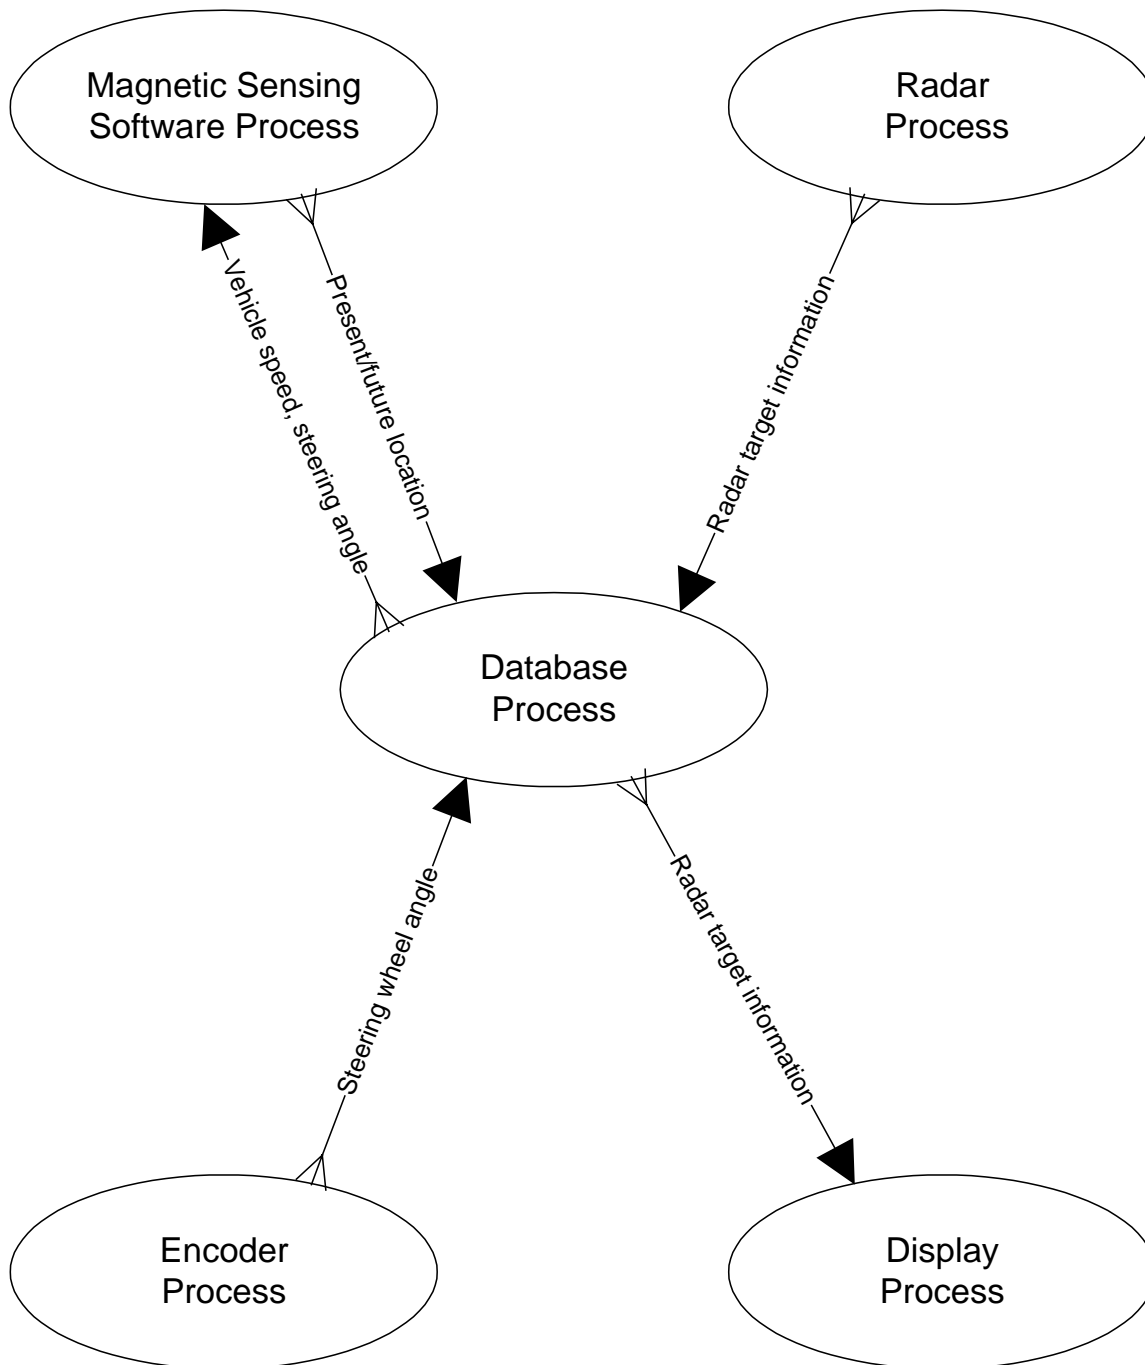 Magnetic Sensing
Software Process
Radar
Process
Vehicle speed, steering angle
Present/future location
Radar target information
Database
Process
Steering wheel angle
Radar target information
Encoder
Process
Display
Process